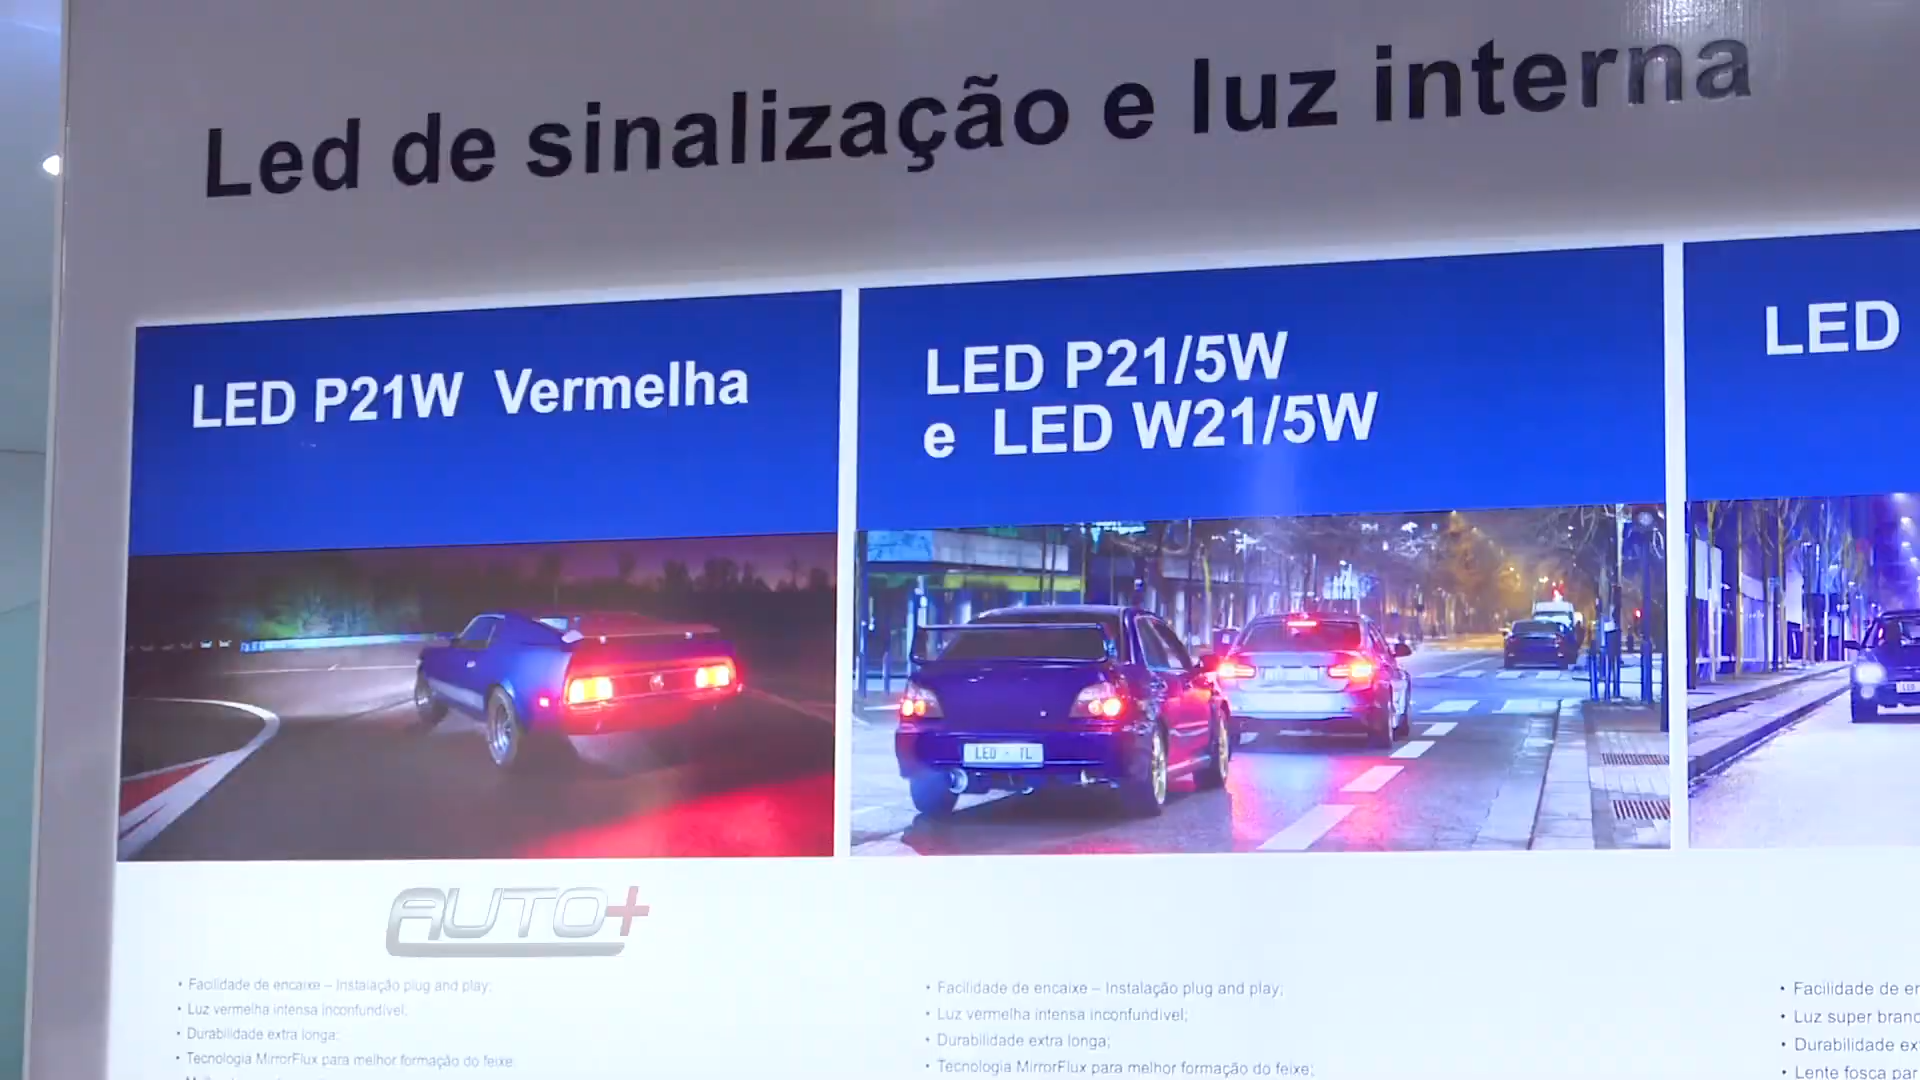 Led de sinalização e luz interna
LED P21W Vermelha
LED P21/5W
e LED W21/5W
LED
LED - TL
AUTO+
• Facilidade de encaixe – Instalação plug and play;
• Luz vermelha intensa inconfundível;
• Durabilidade extra longa;
• Tecnologia MirrorFlux para melhor formação do feixe;
• Facilidade de encaixe – Instalação plug and play;
• Luz vermelha intensa inconfundível;
• Durabilidade extra longa;
• Tecnologia MirrorFlux para melhor formação do feixe;
• Facilidade de
• Luz super
• Durabilidade
• Lente fosca